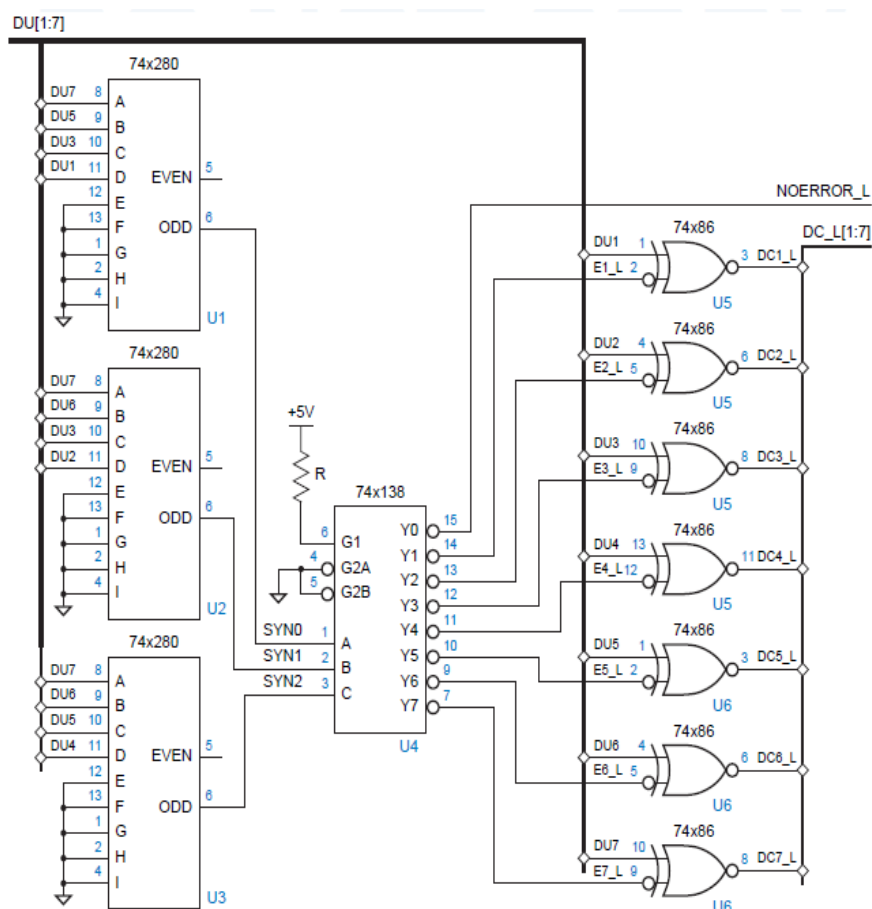 DU[1:7]
74x280
DU7 8 A
DU5 9 B
DU3 10 C
DU1 11 D
12 E
13 F
1 G
2 H
4 I
EVEN 5
ODD 6
U1
74x280
DU7 8 A
DU6 9 B
DU3 10 C
DU2 11 D
12 E
13 F
1 G
2 H
4 I
EVEN 5
ODD 6
U2
74x280
DU7 8 A
DU6 9 B
DU5 10 C
DU4 11 D
12 E
13 F
1 G
2 H
4 I
EVEN 5
ODD 6
U3
+5V
R
74x138
6 G1
4 G2A
5 G2B
SYN0 1 A
SYN1 2 B
SYN2 3 C
Y0 15
Y1 14
Y2 13
Y3 12
Y4 11
Y5 10
Y6 9
Y7 7
U4
NOERROR_L
DC_L[1:7]
74x86
DU1 1
E1_L 2
3 DC1_L
U5
74x86
DU2 4
E2_L 5
6 DC2_L
U5
74x86
DU3 10
E3_L 9
8 DC3_L
U5
74x86
DU4 13
E4_L 12
11 DC4_L
U5
74x86
DU5 1
E5_L 2
3 DC5_L
U6
74x86
DU6 4
E6_L 5
6 DC6_L
U6
74x86
DU7 10
E7_L 9
8 DC7_L
U6